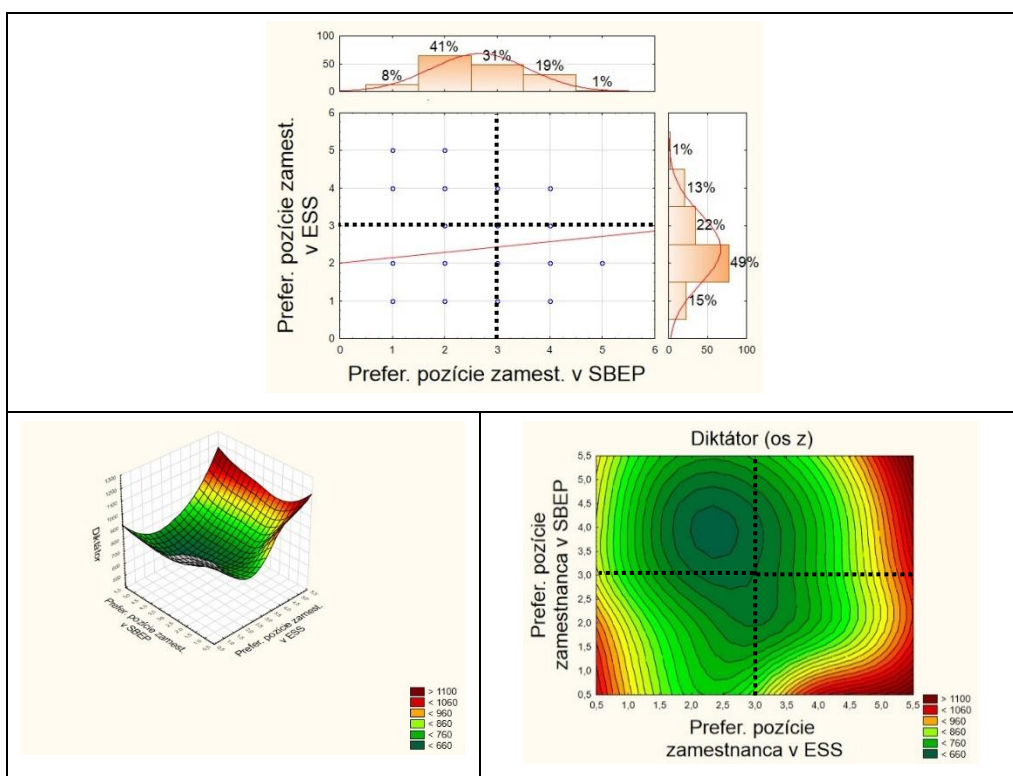 100
50
0
8%
41%
31%
19%
1%
Prefer. pozície zamest.
v ESS
6
5
4
3
2
1
0
0 1 2 3 4 5 6
Prefer. pozície zamest. v SBEP
1%
13%
22%
49%
15%
0 50 100
Diktátor
Prefer. pozície zamest.
v SBEP
Prefer. pozície zamest.
v ESS
> 1100
< 1060
< 960
< 860
< 760
< 660
Diktátor (os z)
Prefer. pozície
zamestnanca v SBEP
5,5
5,0
4,5
4,0
3,5
3,0
2,5
2,0
1,5
1,0
0,5
3,0
0,5 1,0 1,5 2,0 2,5 3,0 3,5 4,0 4,5 5,0 5,5
Prefer. pozície
zamestnanca v ESS
> 1100
< 1060
< 960
< 860
< 760
< 660